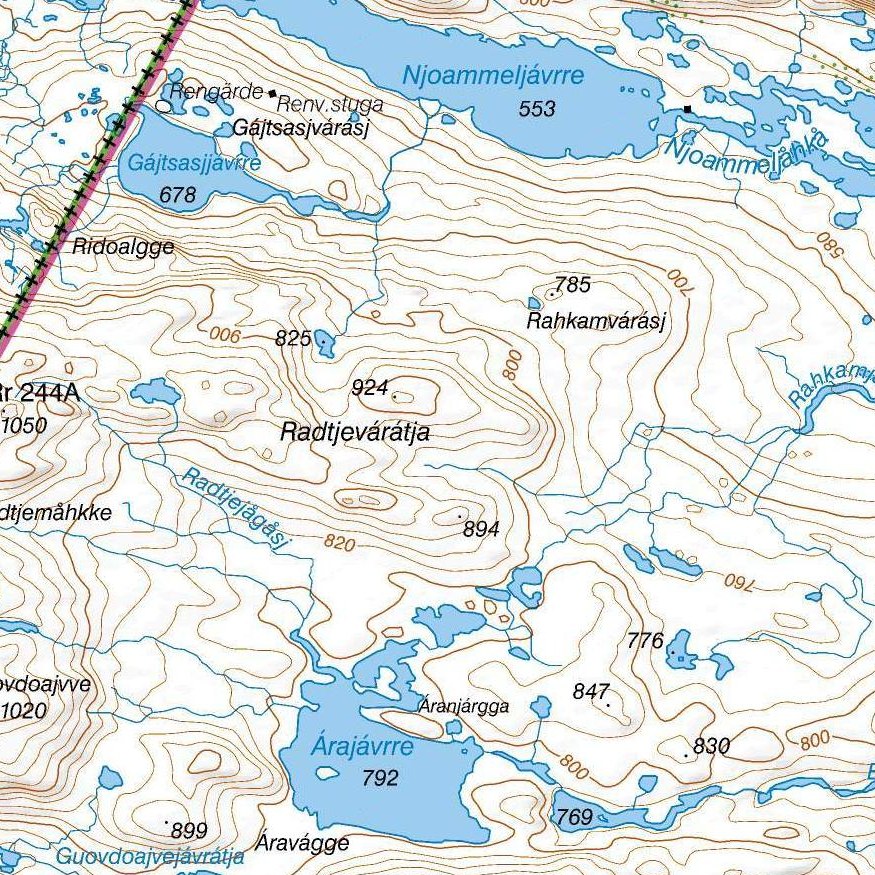 Njoammeljávrre
553
Rengärde
Renv.stuga
Gájtsasjvárásj
Njoammeljåhkå
Gájtsasjjávrre
678
Ridoalgge
580
785
700
Rahkamvárásj
900
825
800
924
r 244A
1050
Radtjevárátja
Radtjejågåsj
dtjemåhkke
894
820
760
776
ovdoajvve
1020
847
Áranjárgga
Árajávrre
792
830
800
800
769
899
Áravágge
Guovdoajvejávrátja